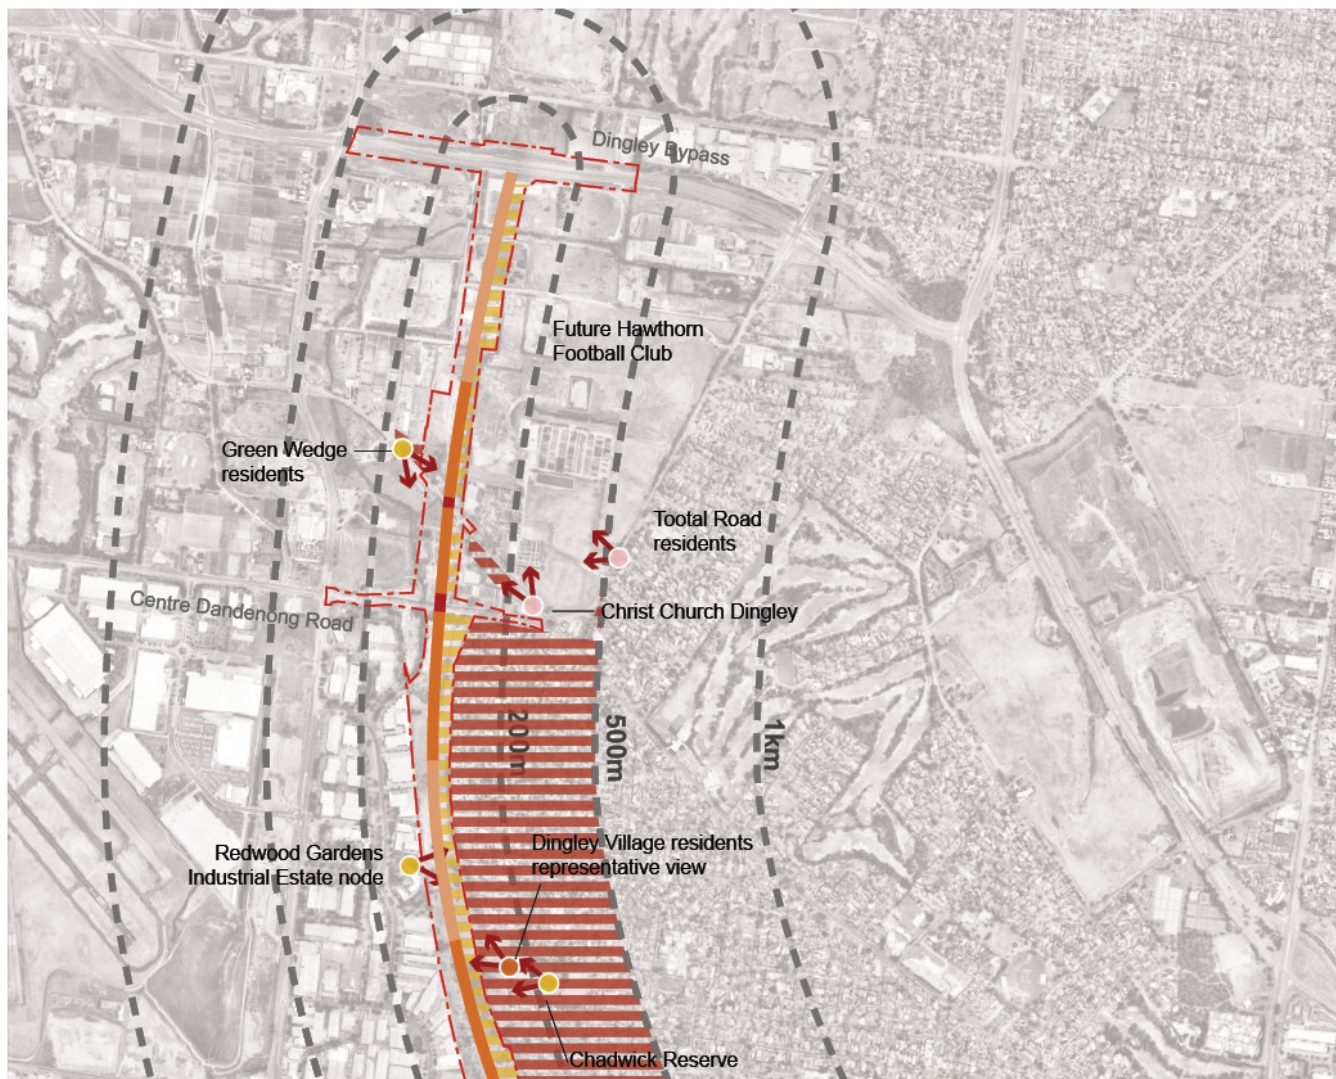 Dingley Bypass
Future Hawthorn
Football Club
Green Wedge
residents
Tootal Road
residents
Centre Dandenong Road
Christ Church Dingley
200m
500m
1km
Dingley Village residents
representative view
Redwood Gardens
Industrial Estate node
Chadwick Reserve